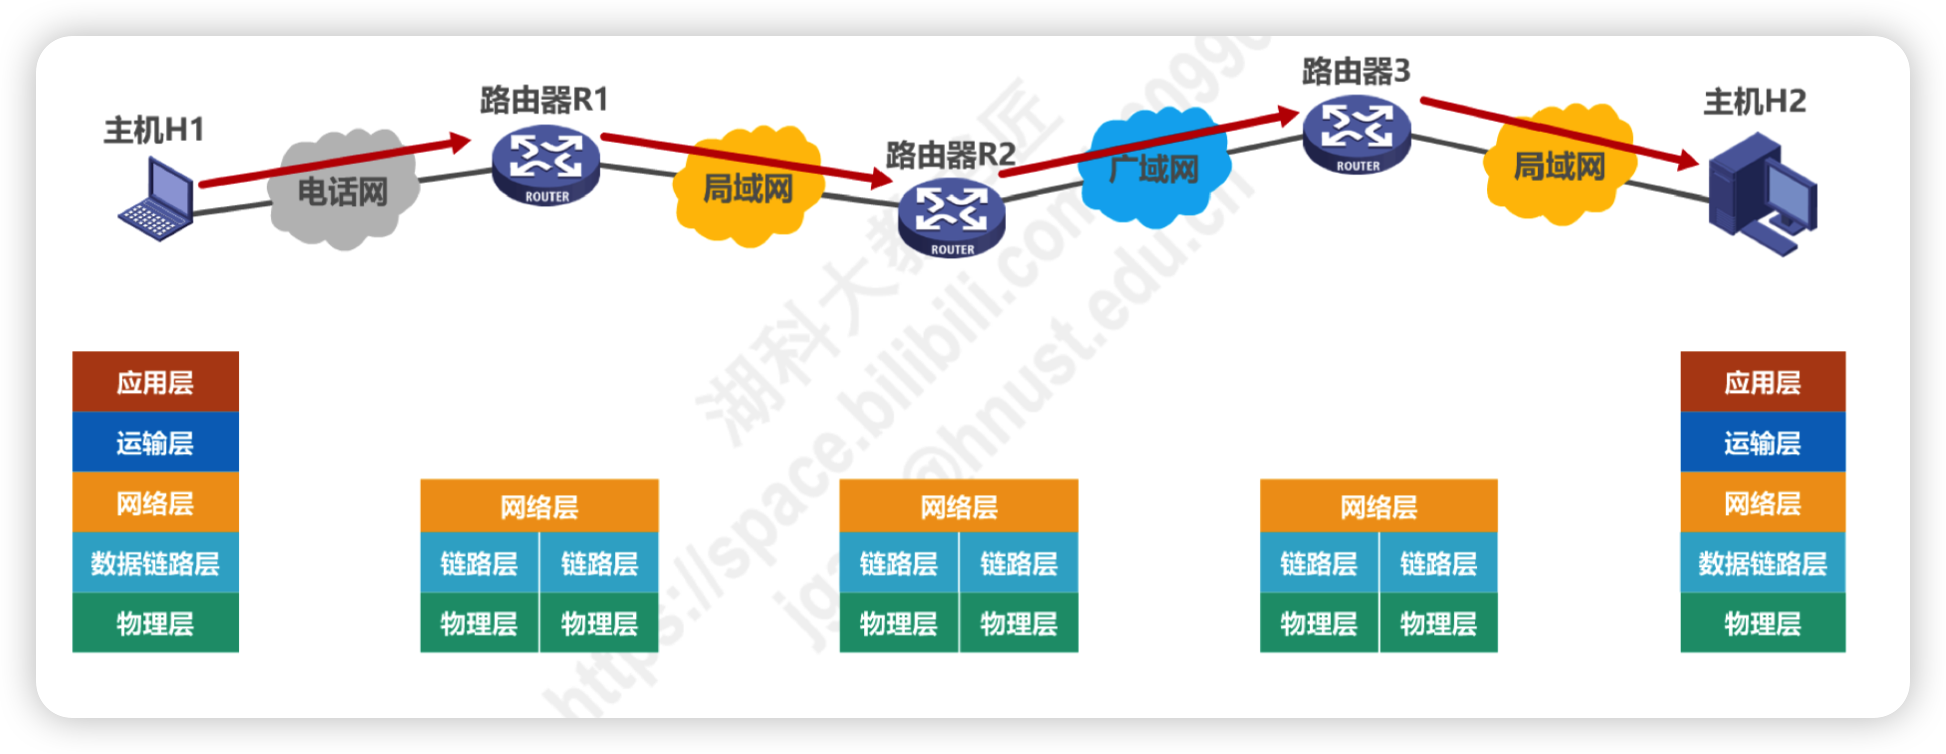 主机H1
路由器R1
路由器R2
路由器3
主机H2
电话网
局域网
广域网
局域网
ROUTER
ROUTER
ROUTER
应用层
运输层
网络层
数据链路层
物理层
网络层
链路层 链路层
物理层 物理层
网络层
链路层 链路层
物理层 物理层
网络层
链路层 链路层
物理层 物理层
应用层
运输层
网络层
数据链路层
物理层
湖科大教
匠
https://space.bilibili.com
@hnust.edu.cn